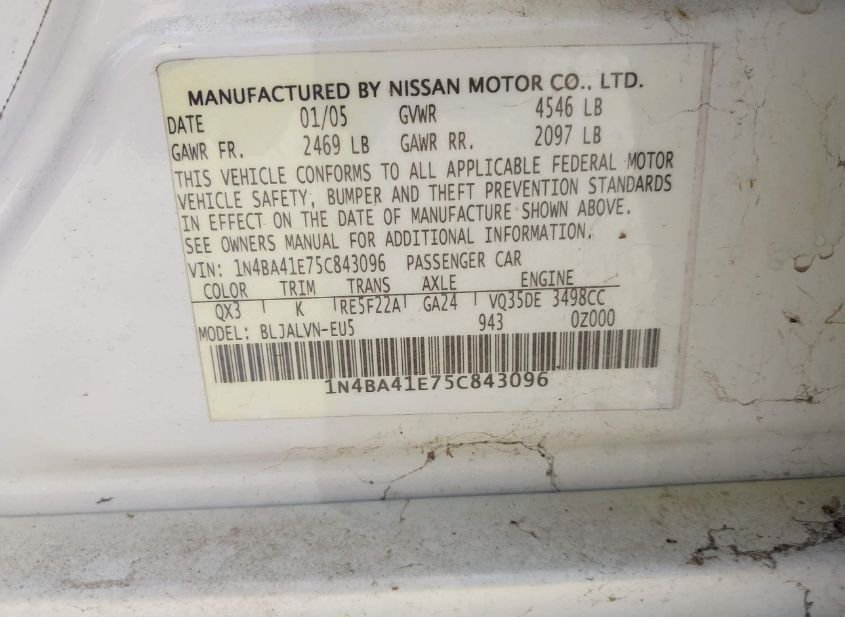 MANUFACTURED BY NISSAN MOTOR CO., LTD.
DATE 01/05 GVWR 4546 LB
GAWR FR. 2469 LB GAWR RR. 2097 LB
THIS VEHICLE CONFORMS TO ALL APPLICABLE FEDERAL MOTOR
VEHICLE SAFETY, BUMPER AND THEFT PREVENTION STANDARDS
IN EFFECT ON THE DATE OF MANUFACTURE SHOWN ABOVE.
SEE OWNERS MANUAL FOR ADDITIONAL INFORMATION.
VIN: 1N4BA41E75C843096 PASSENGER CAR
COLOR TRIM TRANS AXLE ENGINE
QX3 K RE5F22A GA24 VQ35DE 3498CC
MODEL: BLJALVN-EU5 943 0Z000
1N4BA41E75C843096